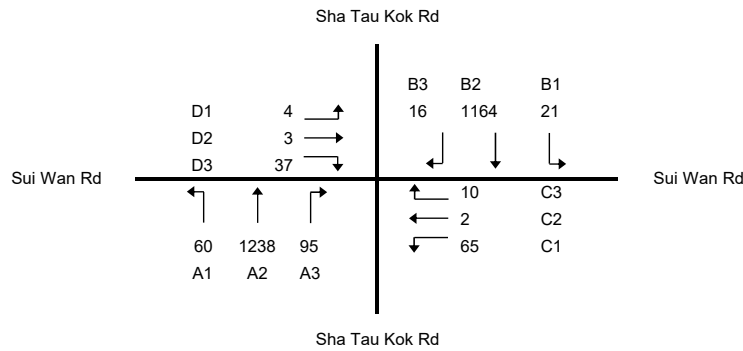 Sha Tau Kok Rd
B3 B2 B1
D1 4 16 1164 21
D2 3
D3 37
Sui Wan Rd Sui Wan Rd
10 C3
2 C2
60 1238 95 65 C1
A1 A2 A3
Sha Tau Kok Rd